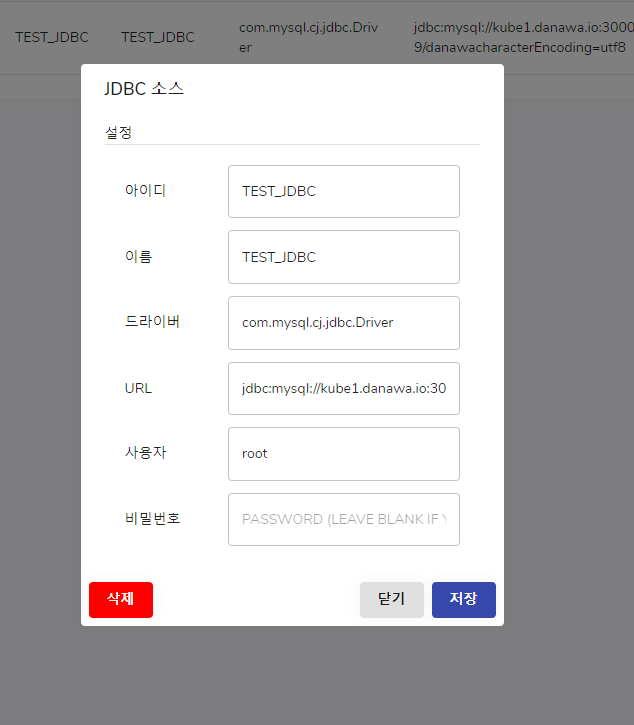 TEST_JDBC TEST_JDBC com.mysql.cj.jdbc.Driv jdbc:mysql://kube1.danawa.io:3000
er 9/danawacharacterEncoding=utf8
JDBC 소스
설정
아이디 TEST_JDBC
이름 TEST_JDBC
드라이버 com.mysql.cj.jdbc.Driver
URL jdbc:mysql://kube1.danawa.io:30
사용자 root
비밀번호 PASSWORD (LEAVE BLANK IF
삭제 닫기 저장